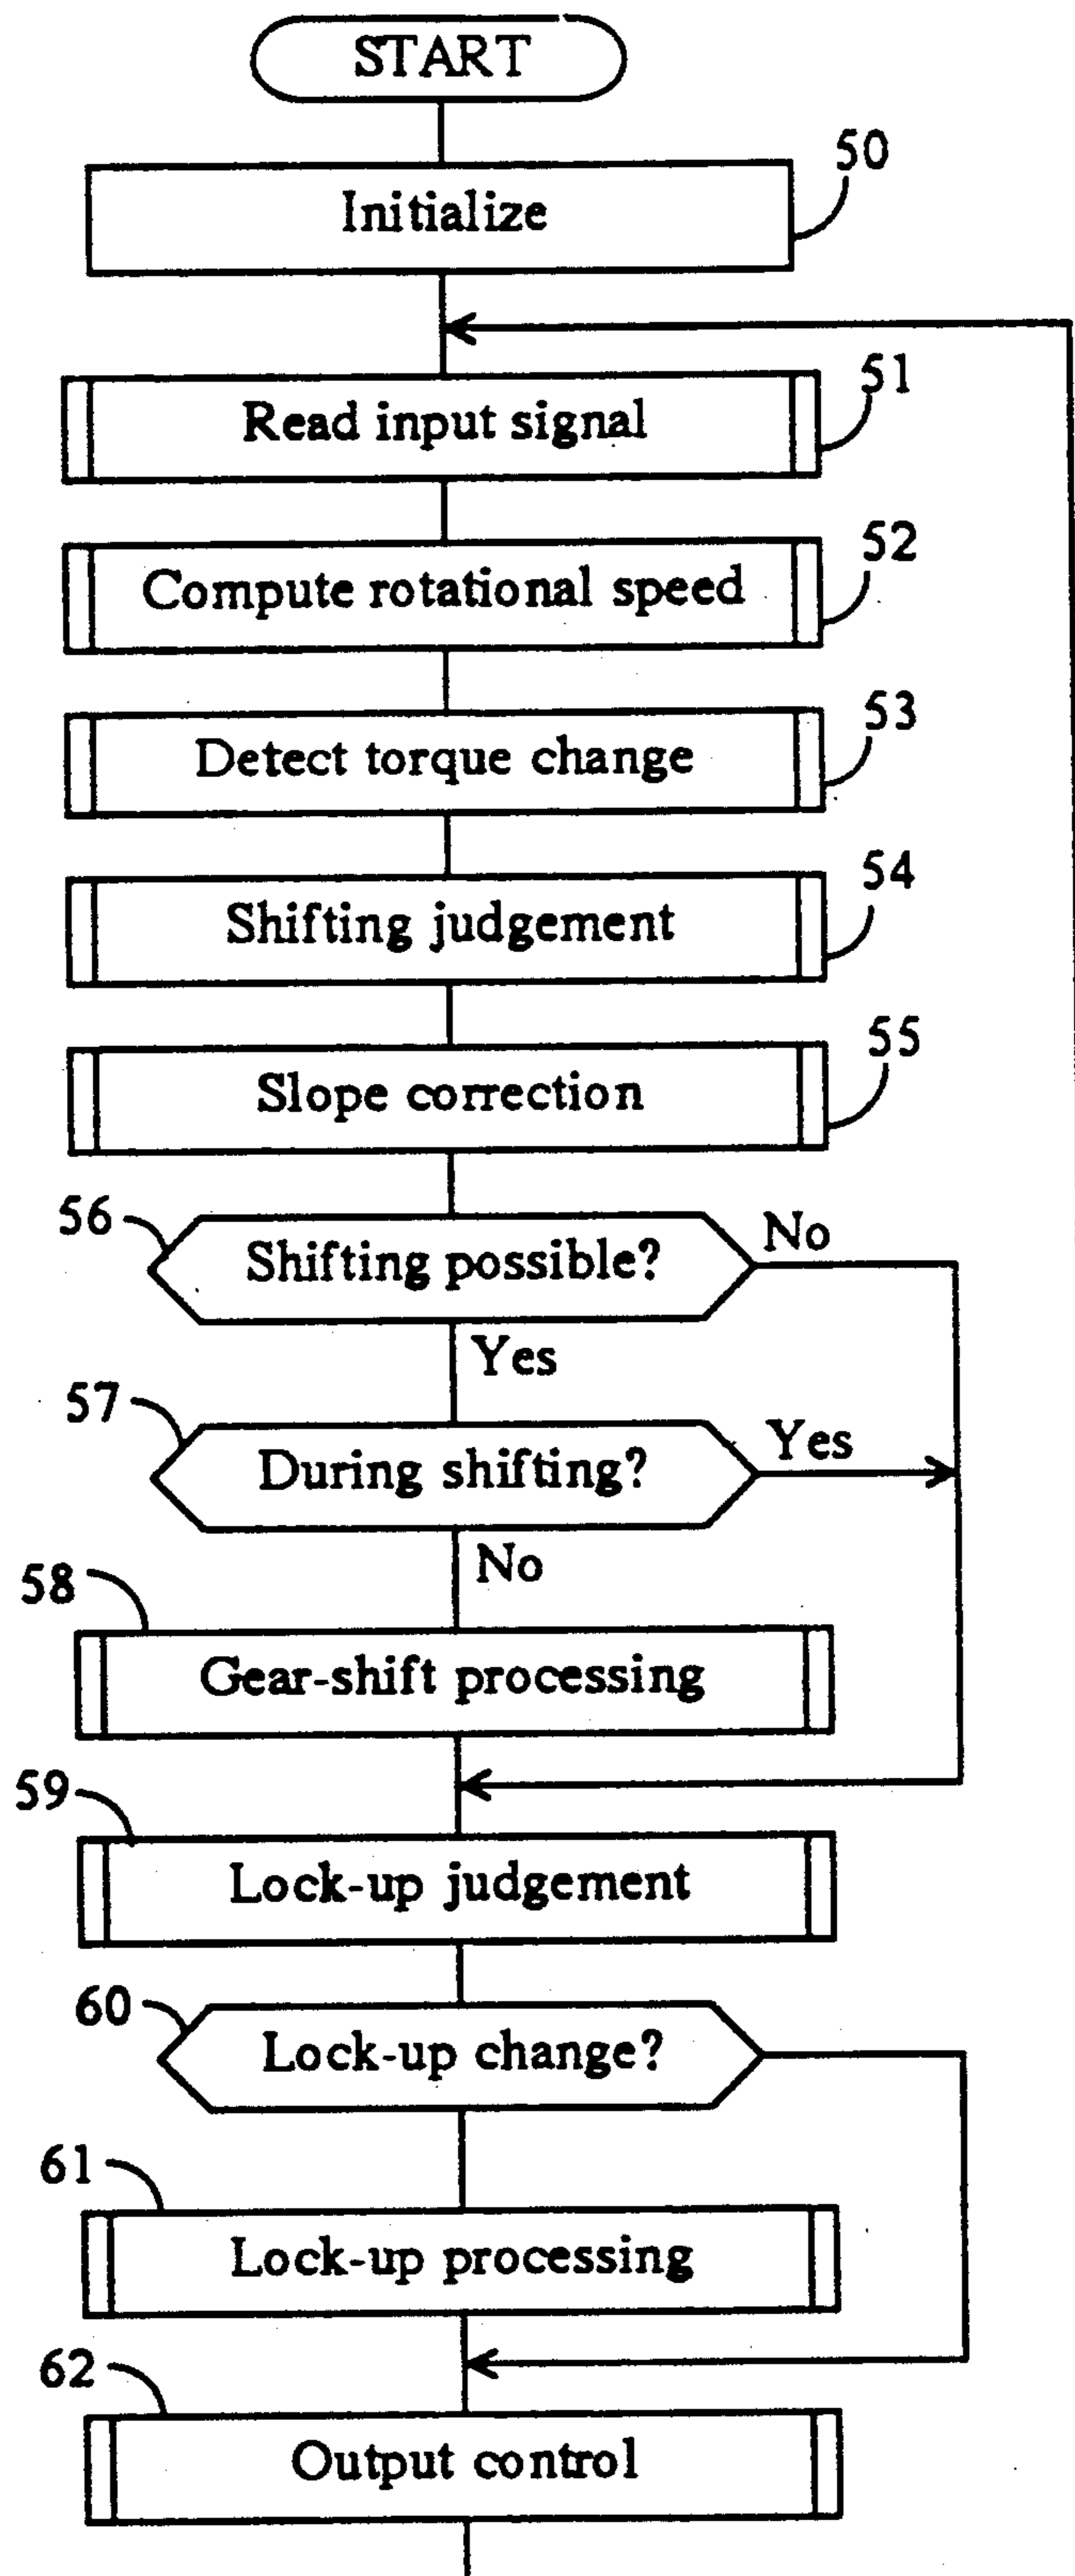 START
50
Initialize
51
Read input signal
52
Compute rotational speed
53
Detect torque change
54
Shifting judgement
55
Slope correction
56
Shifting possible?
No
Yes
57
During shifting?
Yes
No
58
Gear-shift processing
59
Lock-up judgement
60
Lock-up change?
61
Lock-up processing
62
Output control